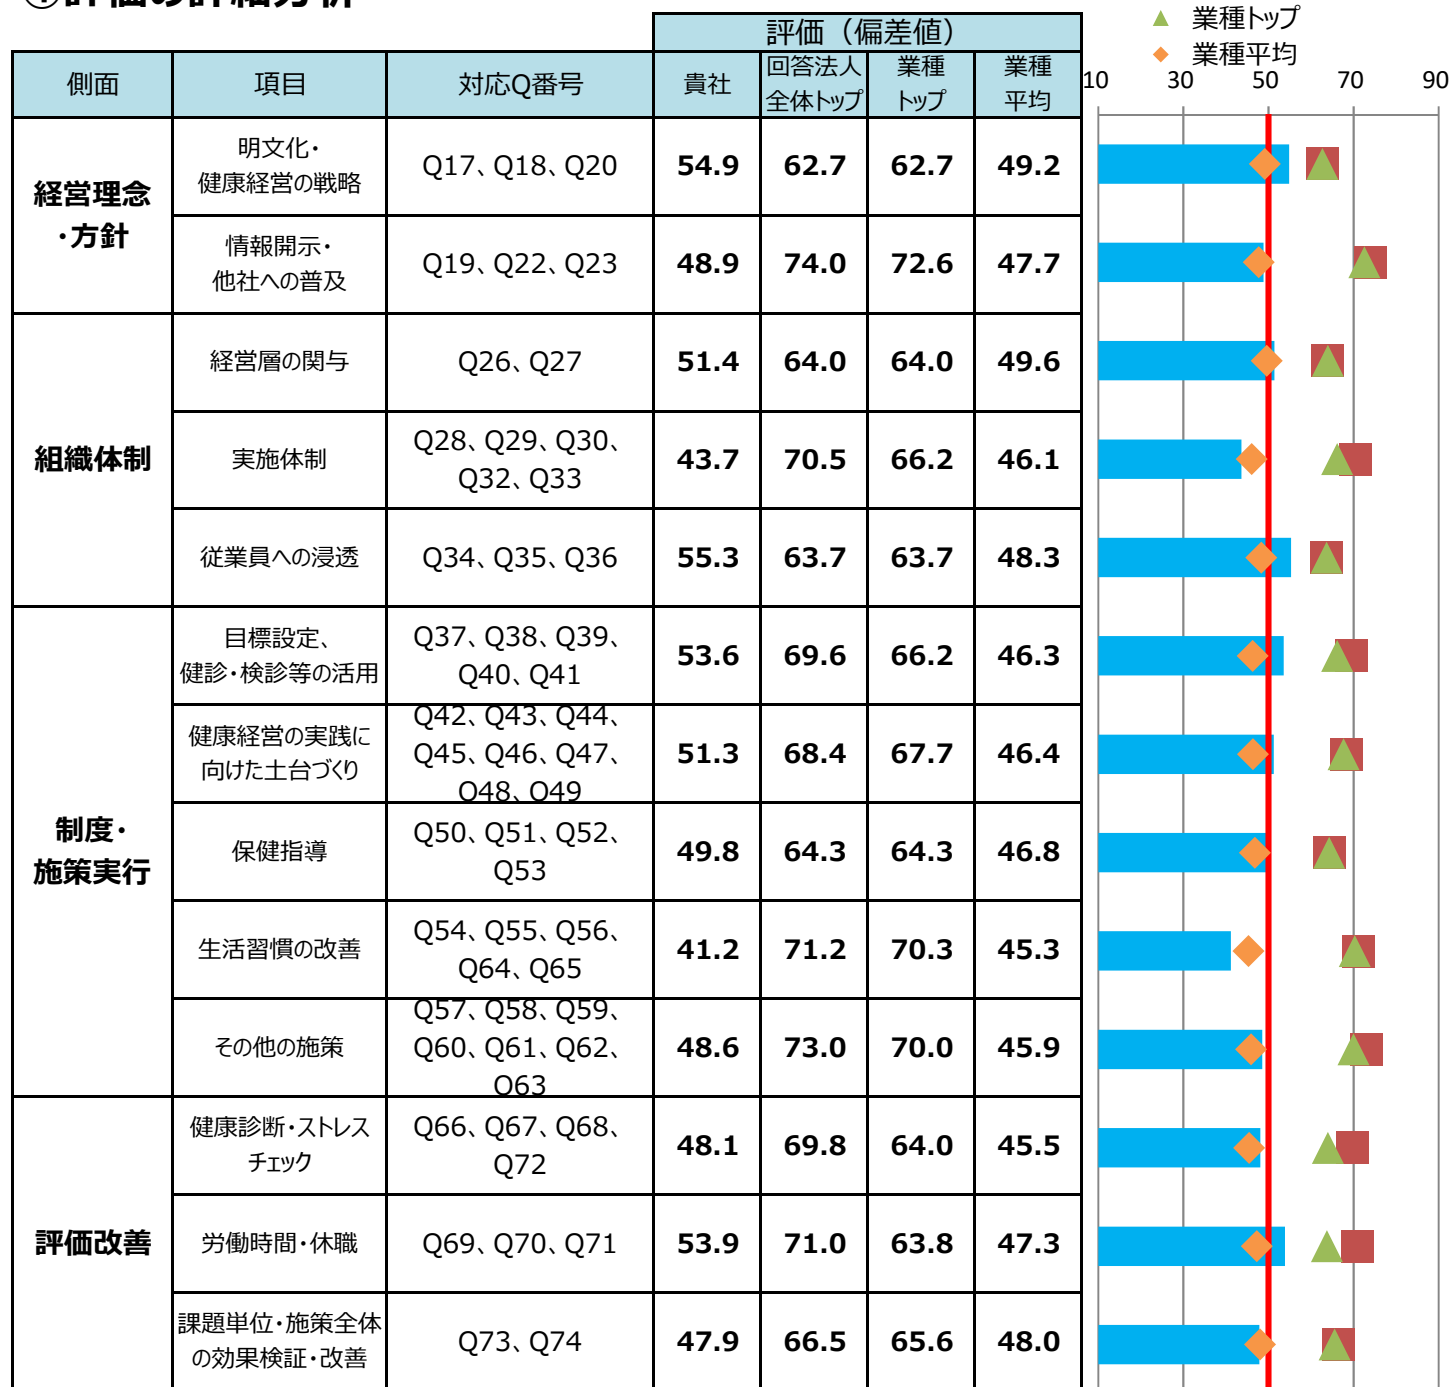 ①評価の詳細分析
業種トップ
業種平均
評価（偏差値）
側面 項目 対応Q番号 貴社 回答法人全体トップ 業種トップ 業種平均
10 30 50 70 90
経営理念
・方針
明文化・
健康経営の戦略
Q17、Q18、Q20
54.9 62.7 62.7 49.2
情報開示・
他社への普及
Q19、Q22、Q23
48.9 74.0 72.6 47.7
組織体制
経営層の関与
Q26、Q27
51.4 64.0 64.0 49.6
実施体制
Q28、Q29、Q30、
Q32、Q33
43.7 70.5 66.2 46.1
従業員への浸透
Q34、Q35、Q36
55.3 63.7 63.7 48.3
制度・
施策実行
目標設定、
健診・検診等の活用
Q37、Q38、Q39、
Q40、Q41
53.6 69.6 66.2 46.3
健康経営の実践に
向けた土台づくり
Q42、Q43、Q44、
Q45、Q46、Q47、
Q48、Q49
51.3 68.4 67.7 46.4
保健指導
Q50、Q51、Q52、
Q53
49.8 64.3 64.3 46.8
生活習慣の改善
Q54、Q55、Q56、
Q64、Q65
41.2 71.2 70.3 45.3
その他の施策
Q57、Q58、Q59、
Q60、Q61、Q62、
Q63
48.6 73.0 70.0 45.9
評価改善
健康診断・ストレス
チェック
Q66、Q67、Q68、
Q72
48.1 69.8 64.0 45.5
労働時間・休職
Q69、Q70、Q71
53.9 71.0 63.8 47.3
課題単位・施策全体
の効果検証・改善
Q73、Q74
47.9 66.5 65.6 48.0